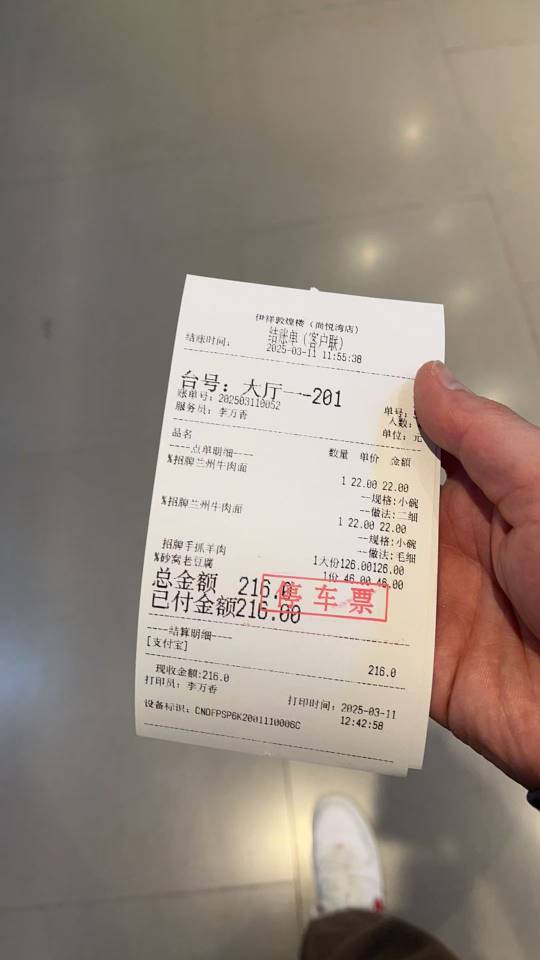 伊祥敦煌楼（尚悦湾店）
结账单（客户联）
结账时间： 2025-03-11 11:55:38
台号：大厅---201
单号:
账单号：202503110052
人数:
服务员：李万香
单位：元
品名 数量 单价 金额
----点单明细----
%招牌兰州牛肉面
1 22.00 22.00
--规格:小碗
--做法:二细
%招牌兰州牛肉面
1 22.00 22.00
--规格:小碗
--做法:毛细
招牌手抓羊肉 1大份126.00126.00
%砂窝老豆腐 1份 46.00 46.00
总金额 216.0
停车票
已付金额216.00
----结算明细----
[支付宝] 216.0
现收金额:216.0
打印员：李万香
打印时间：2025-03-11
12:42:58
设备标识：CNDFPSP6K2001110006C